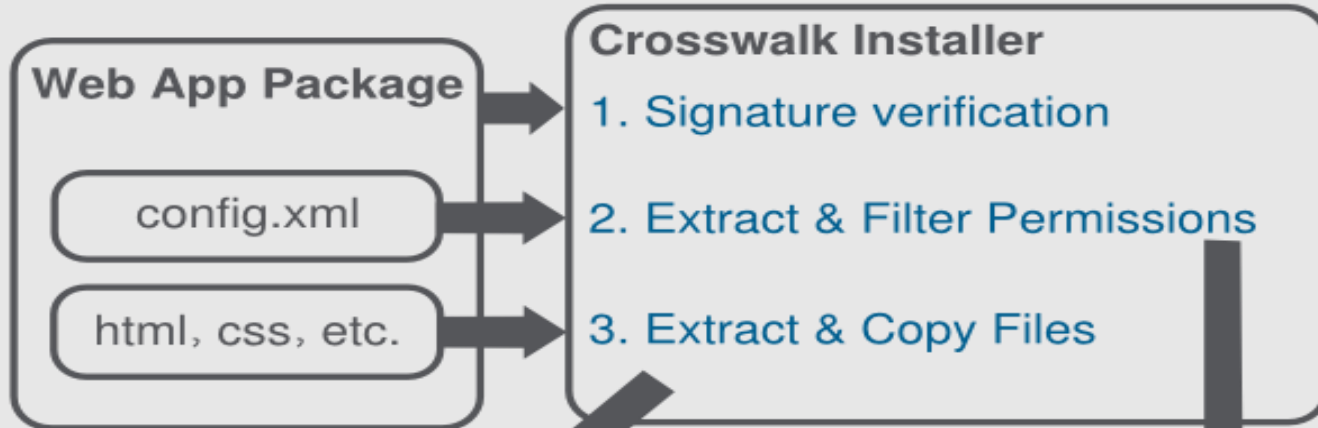 Web App Package
config.xml
html, css, etc.
Crosswalk Installer
1. Signature verification
2. Extract & Filter Permissions
3. Extract & Copy Files